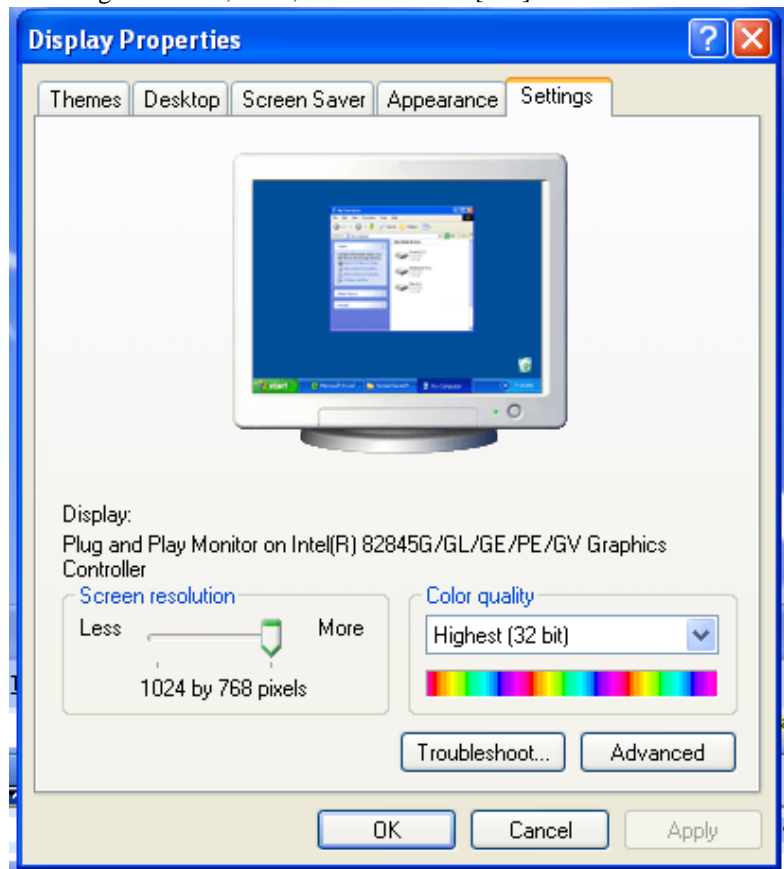 Display Properties
Themes Desktop Screen Saver Appearance Settings
start
Display:
Plug and Play Monitor on Intel(R) 82845G/GL/GE/PE/GV Graphics
Controller
Screen resolution
Less More
1024 by 768 pixels
Color quality
Highest (32 bit)
Troubleshoot... Advanced
OK Cancel Apply